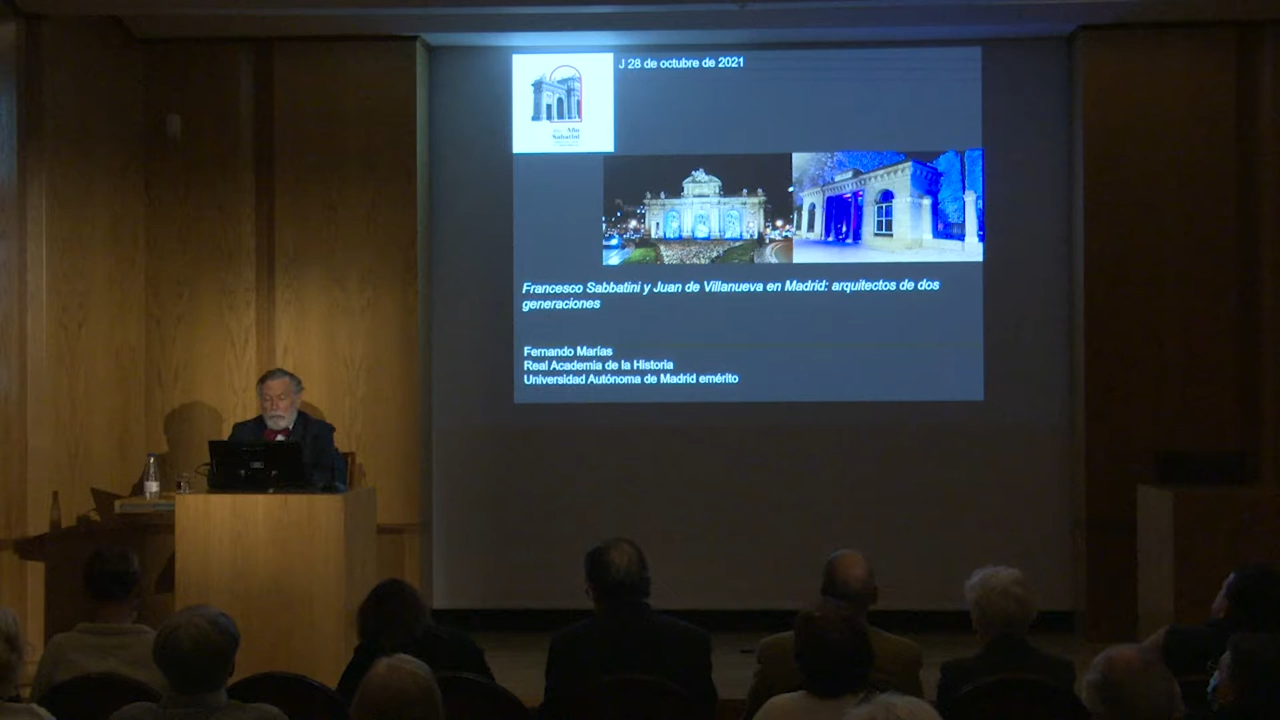 J 28 de octubre de 2021
Año
Sabatini
Francesco Sabbatini y Juan de Villanueva en Madrid: arquitectos de dos
generaciones
Fernando Marías
Real Academia de la Historia
Universidad Autónoma de Madrid emérito